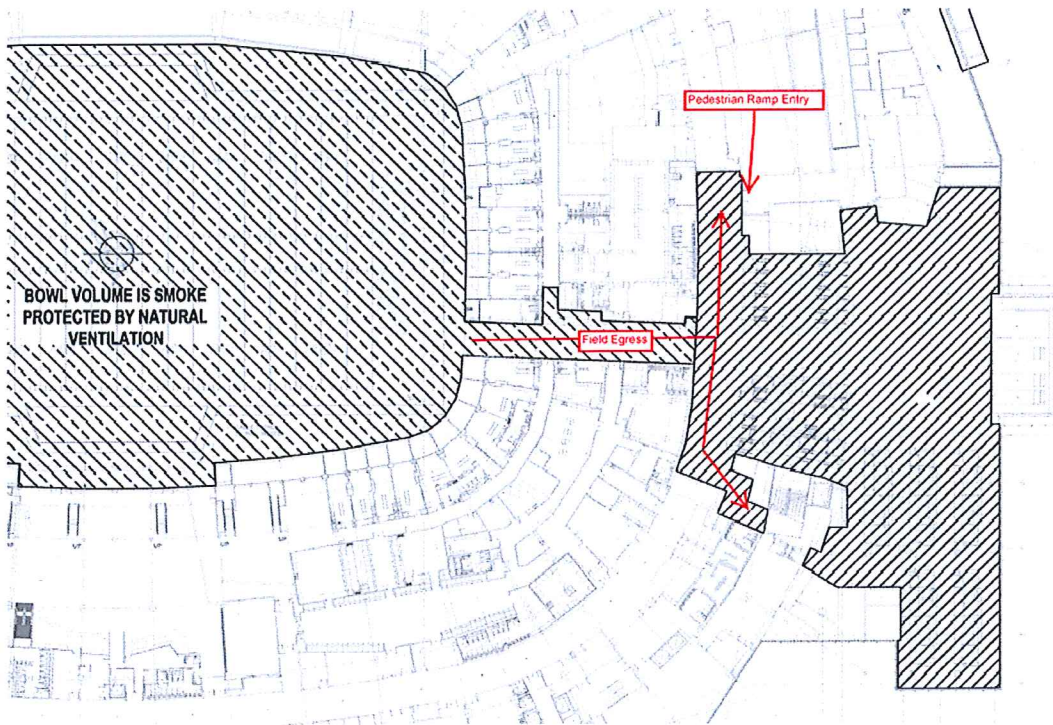 Pedestrian Ramp Entry
BOWL VOLUME IS SMOKE
PROTECTED BY NATURAL
VENTILATION
Field Egress